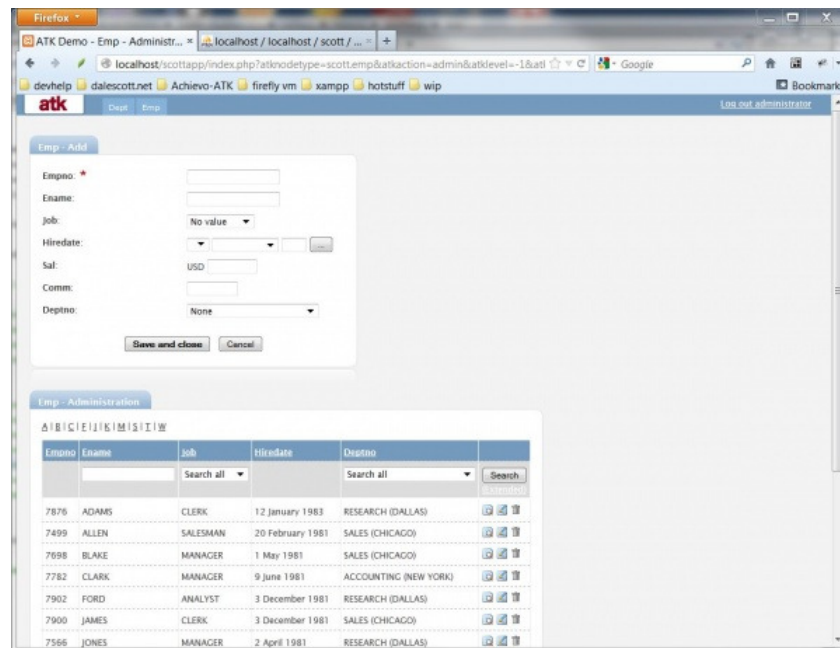 Firefox
ATK Demo - Emp - Administr... × localhost / localhost / scott / ... × +
localhost/scottapp/index.php?atknodetype=scott.emp&atkaction=admin&atklevel=-1&atl Google
devhelp dalescott.net Achievo-ATK firefly vm xampp hotstuff wip Bookmark
atk Dept Emp Log out administrator
Emp - Add
Empno: *
Ename:
Job: No value
Hiredate: ...
Sal: USD
Comm:
Deptno: None
Save and close Cancel
Emp - Administration
A|B|C|F|J|K|M|S|T|W
Empno Ename Job Hiredate Deptno
Search all Search all Search
(Extended)
7876 ADAMS CLERK 12 January 1983 RESEARCH (DALLAS)
7499 ALLEN SALESMAN 20 February 1981 SALES (CHICAGO)
7698 BLAKE MANAGER 1 May 1981 SALES (CHICAGO)
7782 CLARK MANAGER 9 June 1981 ACCOUNTING (NEW YORK)
7902 FORD ANALYST 3 December 1981 RESEARCH (DALLAS)
7900 JAMES CLERK 3 December 1981 SALES (CHICAGO)
7566 JONES MANAGER 2 April 1981 RESEARCH (DALLAS)